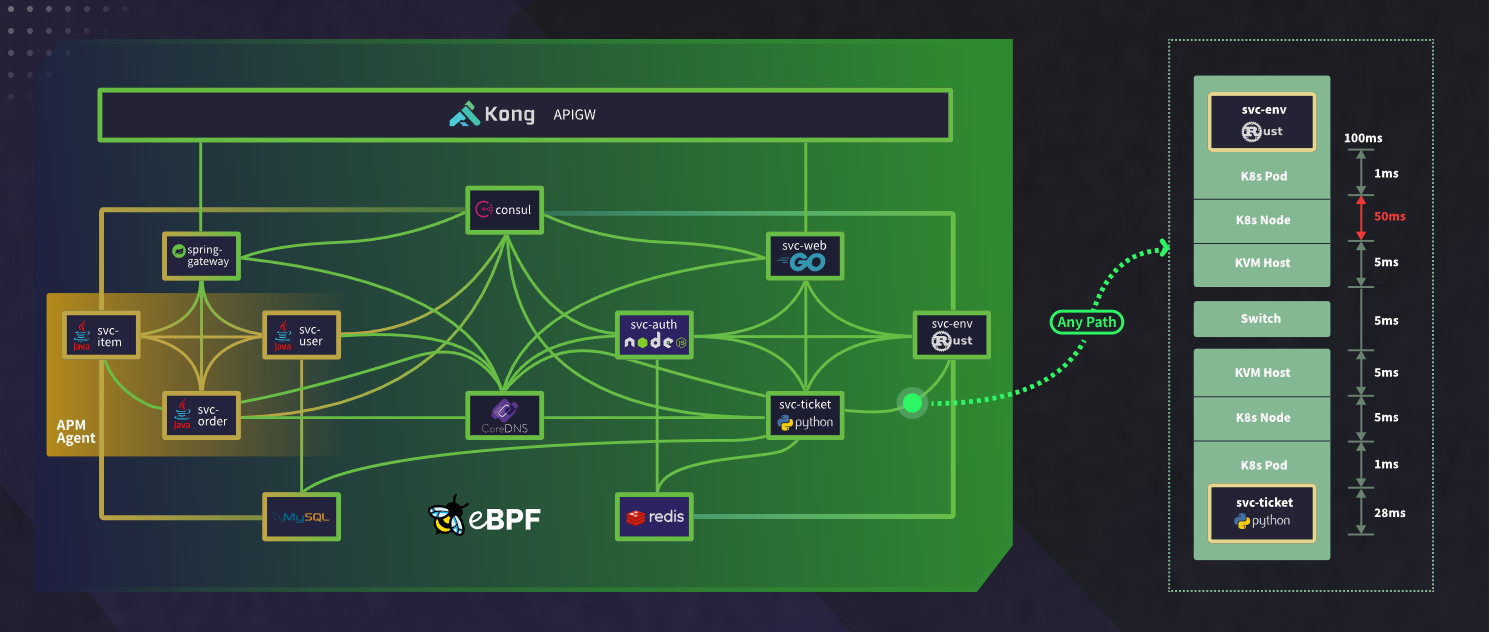 Kong APIGW
consul
spring-
gateway
svc-web
GO
svc-
item
Java
svc-
user
Java
svc-auth
node
JS
svc-env
Rust
svc-
order
Java
APM
Agent
CoreDNS
svc-ticket
python
MySQL
eBPF
redis
Any Path
svc-env
Rust
K8s Pod
K8s Node
KVM Host
Switch
KVM Host
K8s Node
K8s Pod
svc-ticket
python
100ms
1ms
50ms
5ms
5ms
5ms
5ms
1ms
28ms